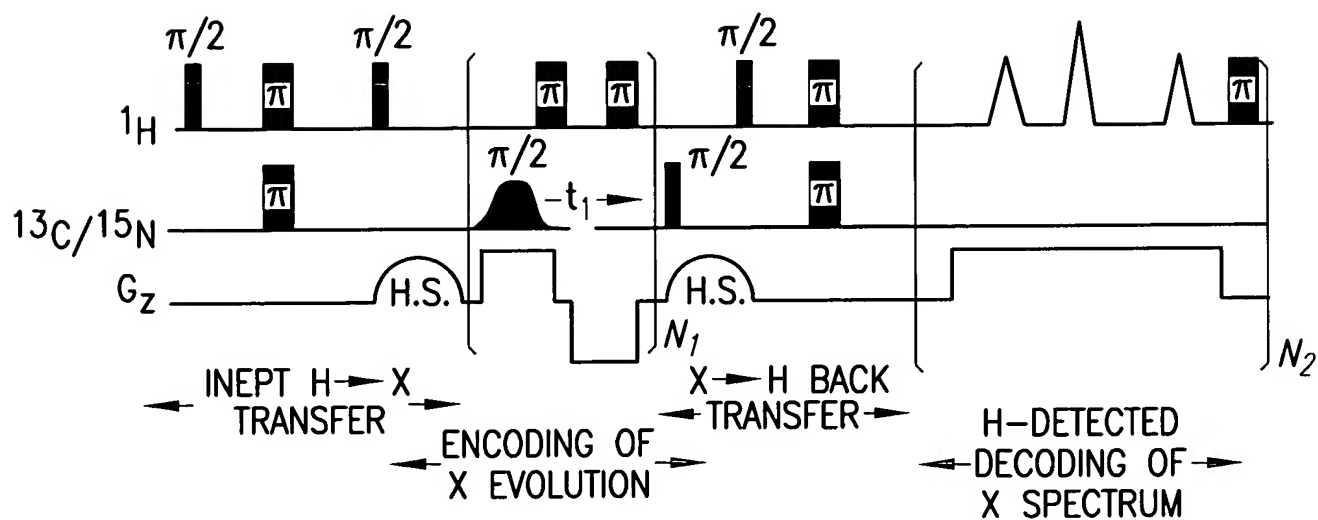 π/2 π/2 π/2
¹H π π π π π
π/2 π/2
¹³C/¹⁵N π t₁ π
G_z H.S. H.S.
N₁ N₂
INEPT H→X
TRANSFER
X→H BACK
TRANSFER
ENCODING OF
X EVOLUTION
H-DETECTED
DECODING OF
X SPECTRUM